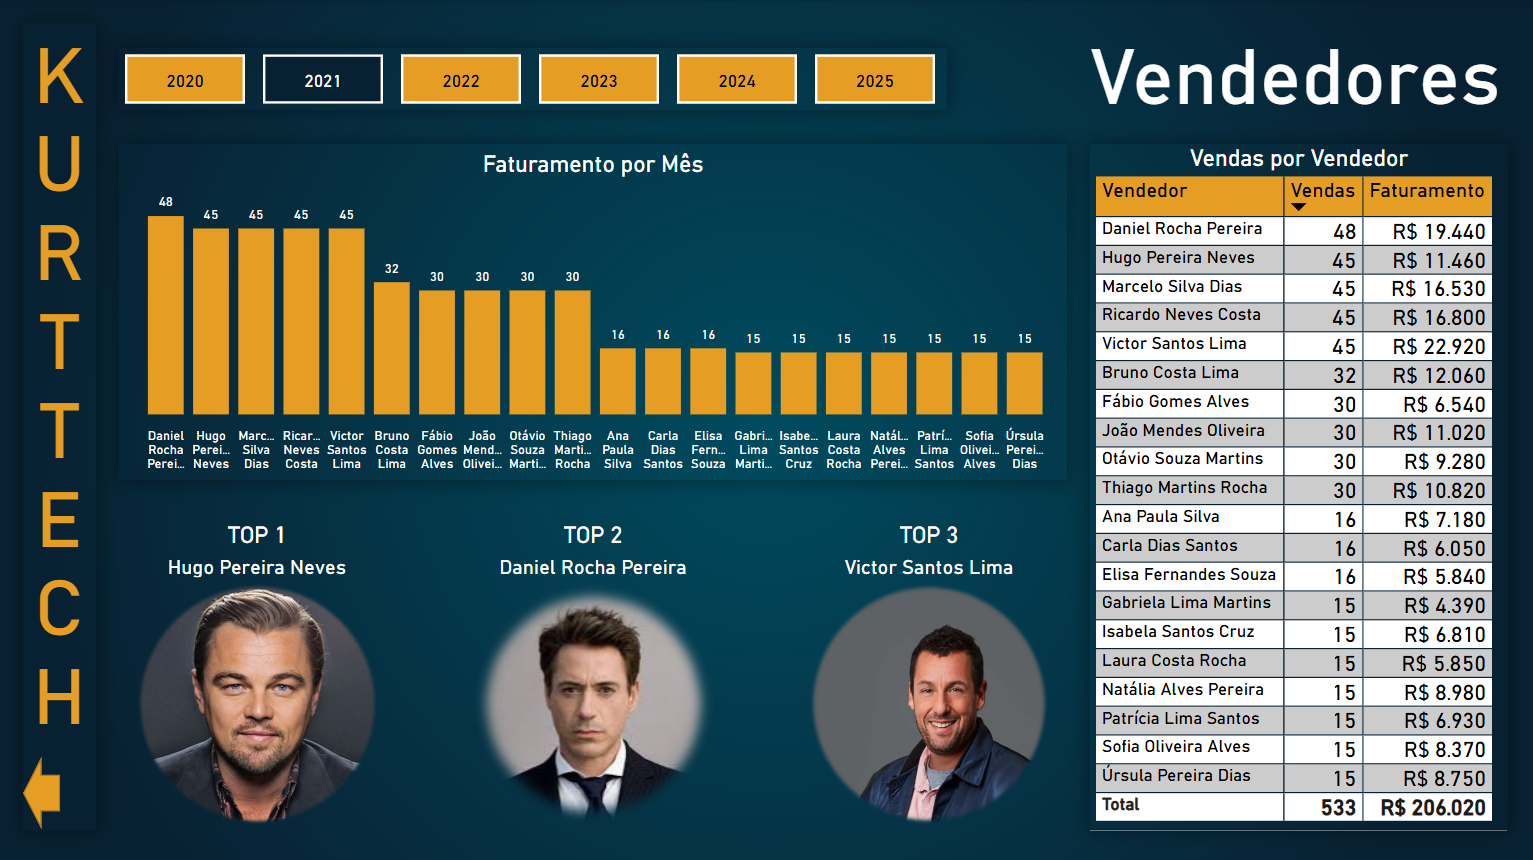 KURTTECH
2020 2021 2022 2023 2024 2025
Vendedores
Faturamento por Mês
48 45 45 45 45 32 30 30 30 30 16 16 16 15 15 15 15 15 15 15
Daniel Rocha Perei...
Hugo Perei... Neves
Marc... Silva Dias
Ricar... Neves Costa
Victor Santos Lima
Bruno Costa Lima
Fábio Gomes Alves
João Mend... Olivei...
Otávio Souza Marti...
Thiago Marti... Rocha
Ana Paula Silva
Carla Dias Santos
Elisa Fern... Souza
Gabri... Lima Marti...
Isabe... Santos Cruz
Laura Costa Rocha
Natál... Alves Perei...
Patrí... Lima Santos
Sofia Olivei... Alves
Úrsula Perei... Dias
TOP 1
Hugo Pereira Neves
TOP 2
Daniel Rocha Pereira
TOP 3
Victor Santos Lima
Vendas por Vendedor
Vendedor Vendas Faturamento
Daniel Rocha Pereira 48 R$ 19.440
Hugo Pereira Neves 45 R$ 11.460
Marcelo Silva Dias 45 R$ 16.530
Ricardo Neves Costa 45 R$ 16.800
Victor Santos Lima 45 R$ 22.920
Bruno Costa Lima 32 R$ 12.060
Fábio Gomes Alves 30 R$ 6.540
João Mendes Oliveira 30 R$ 11.020
Otávio Souza Martins 30 R$ 9.280
Thiago Martins Rocha 30 R$ 10.820
Ana Paula Silva 16 R$ 7.180
Carla Dias Santos 16 R$ 6.050
Elisa Fernandes Souza 16 R$ 5.840
Gabriela Lima Martins 15 R$ 4.390
Isabela Santos Cruz 15 R$ 6.810
Laura Costa Rocha 15 R$ 5.850
Natália Alves Pereira 15 R$ 8.980
Patrícia Lima Santos 15 R$ 6.930
Sofia Oliveira Alves 15 R$ 8.370
Úrsula Pereira Dias 15 R$ 8.750
Total 533 R$ 206.020